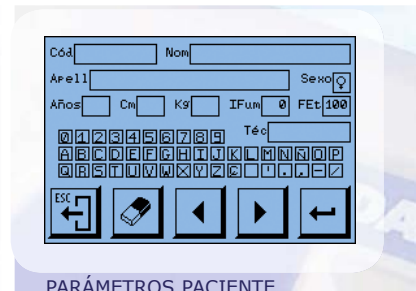 Cód Nom
Apell Sexo♀
Años Cm Kg IFum 0 FEt 100
Téc
0 1 2 3 4 5 6 7 8 9
A B C D E F G H I J K L M N Ñ O P
Q R S T U V W X Y Z Ç ' . , - /
ESC
PARÁMETROS PACIENTE